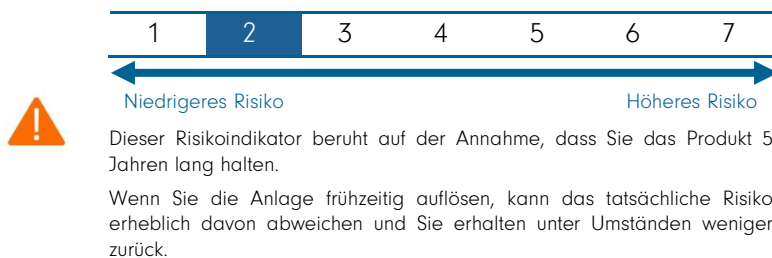 1 2 3 4 5 6 7
Niedrigeres Risiko Höheres Risiko
Dieser Risikoindikator beruht auf der Annahme, dass Sie das Produkt 5
Jahren lang halten.
Wenn Sie die Anlage frühzeitig auflösen, kann das tatsächliche Risiko
erheblich davon abweichen und Sie erhalten unter Umständen weniger
zurück.